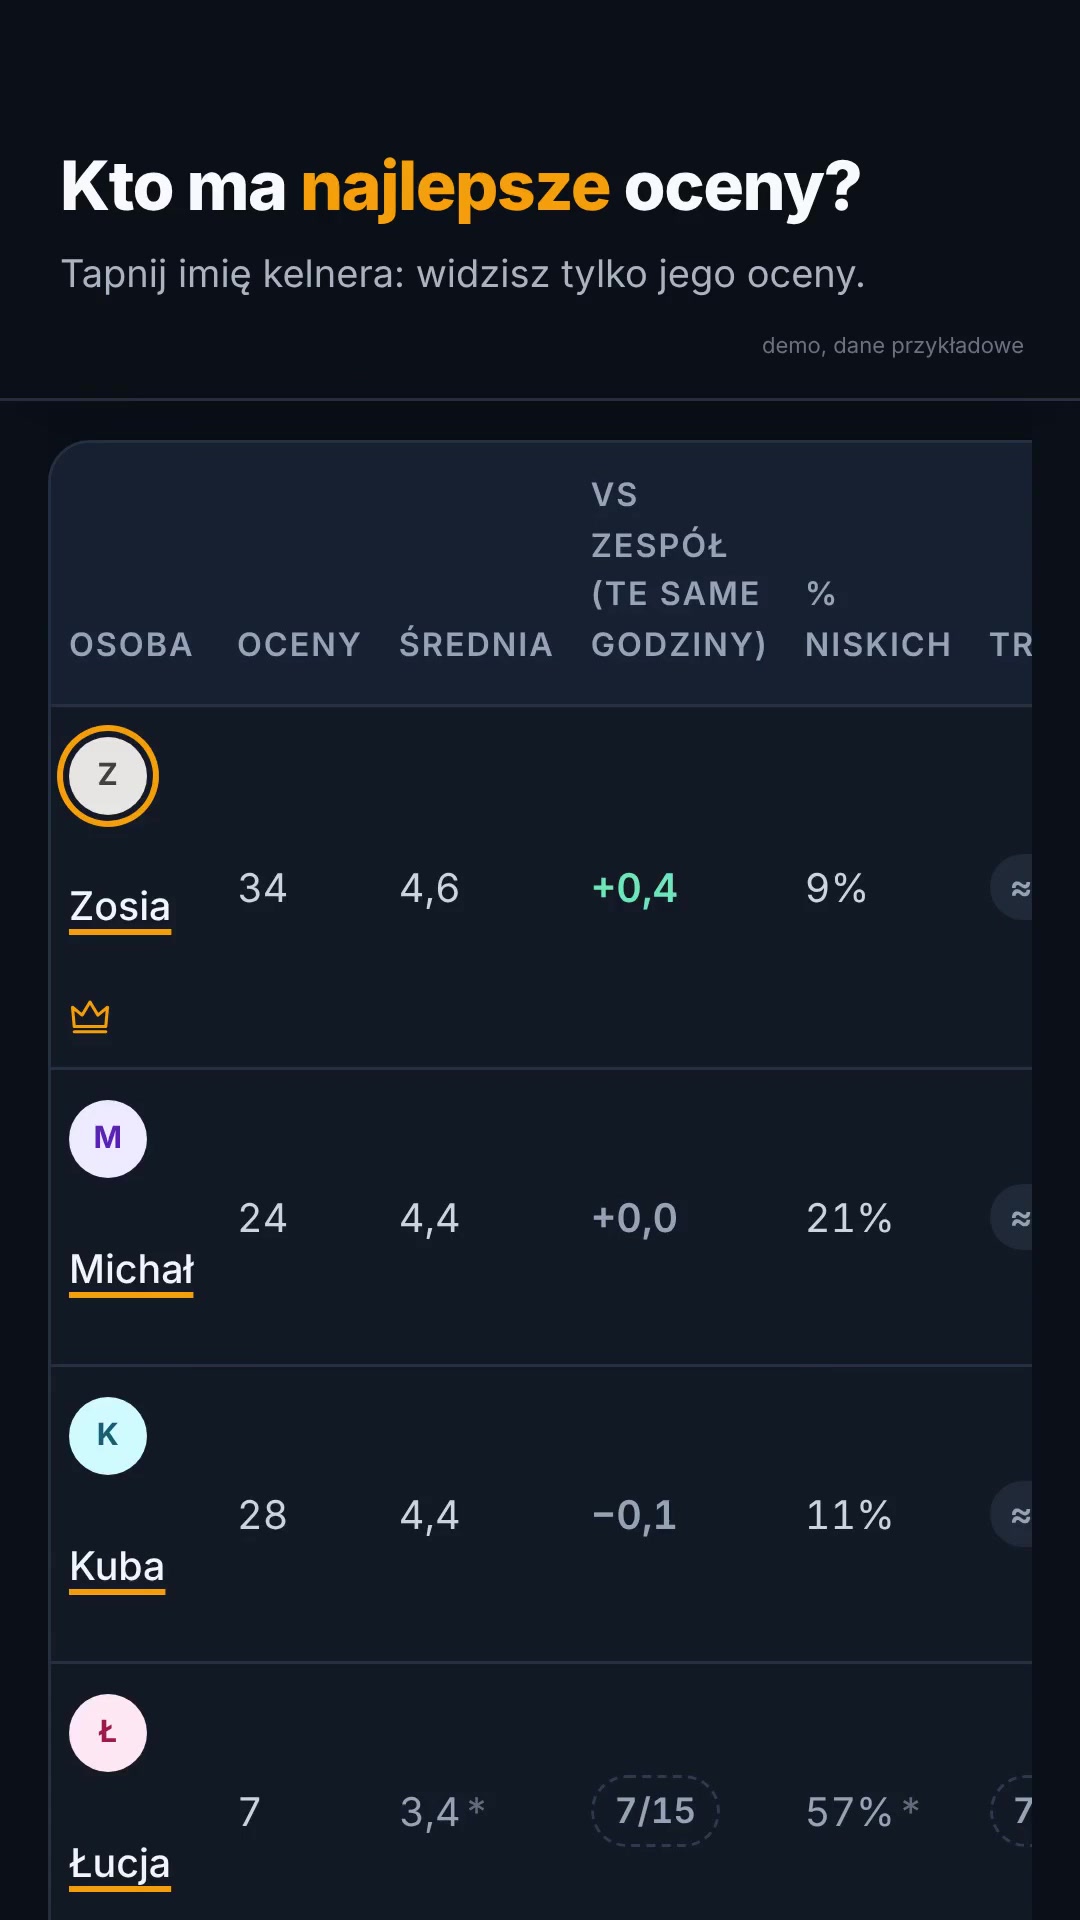 Kto ma najlepsze oceny?
Tapnij imię kelnera: widzisz tylko jego oceny.
demo, dane przykładowe
OSOBA OCENY ŚREDNIA VS ZESPÓŁ (TE SAME GODZINY) % NISKICH TR
Z
Zosia 34 4,6 +0,4 9% ≈
M
Michał 24 4,4 +0,0 21% ≈
K
Kuba 28 4,4 −0,1 11% ≈
Ł
Łucja 7 3,4* 7/15 57%* 7